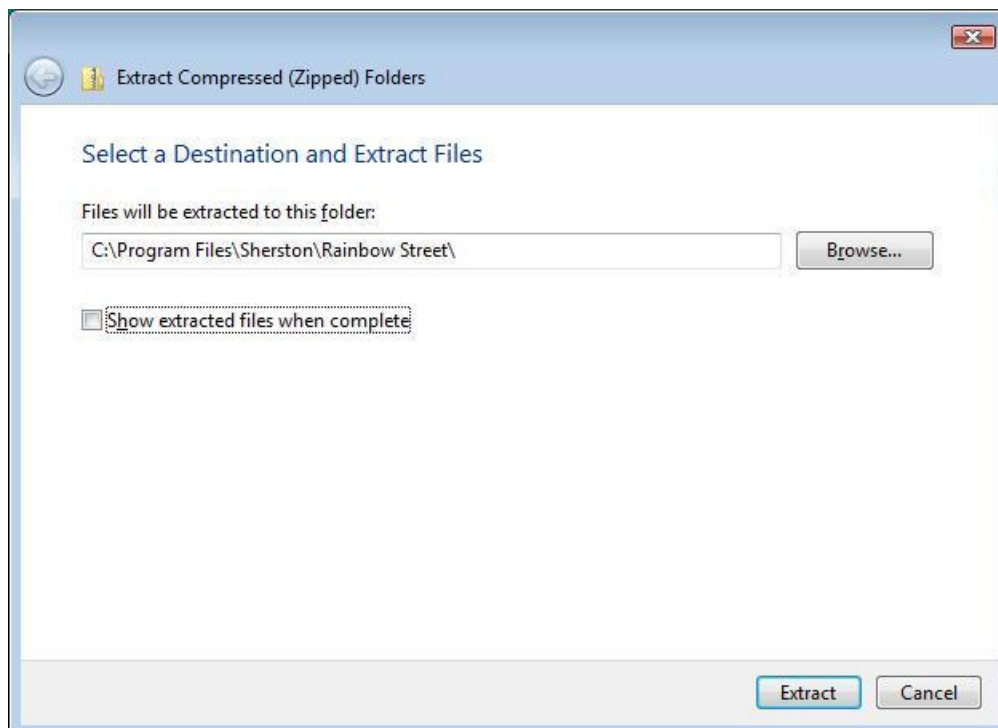 Extract Compressed (Zipped) Folders
Select a Destination and Extract Files
Files will be extracted to this folder:
C:\Program Files\Sherston\Rainbow Street\
Browse...
Show extracted files when complete
Extract
Cancel